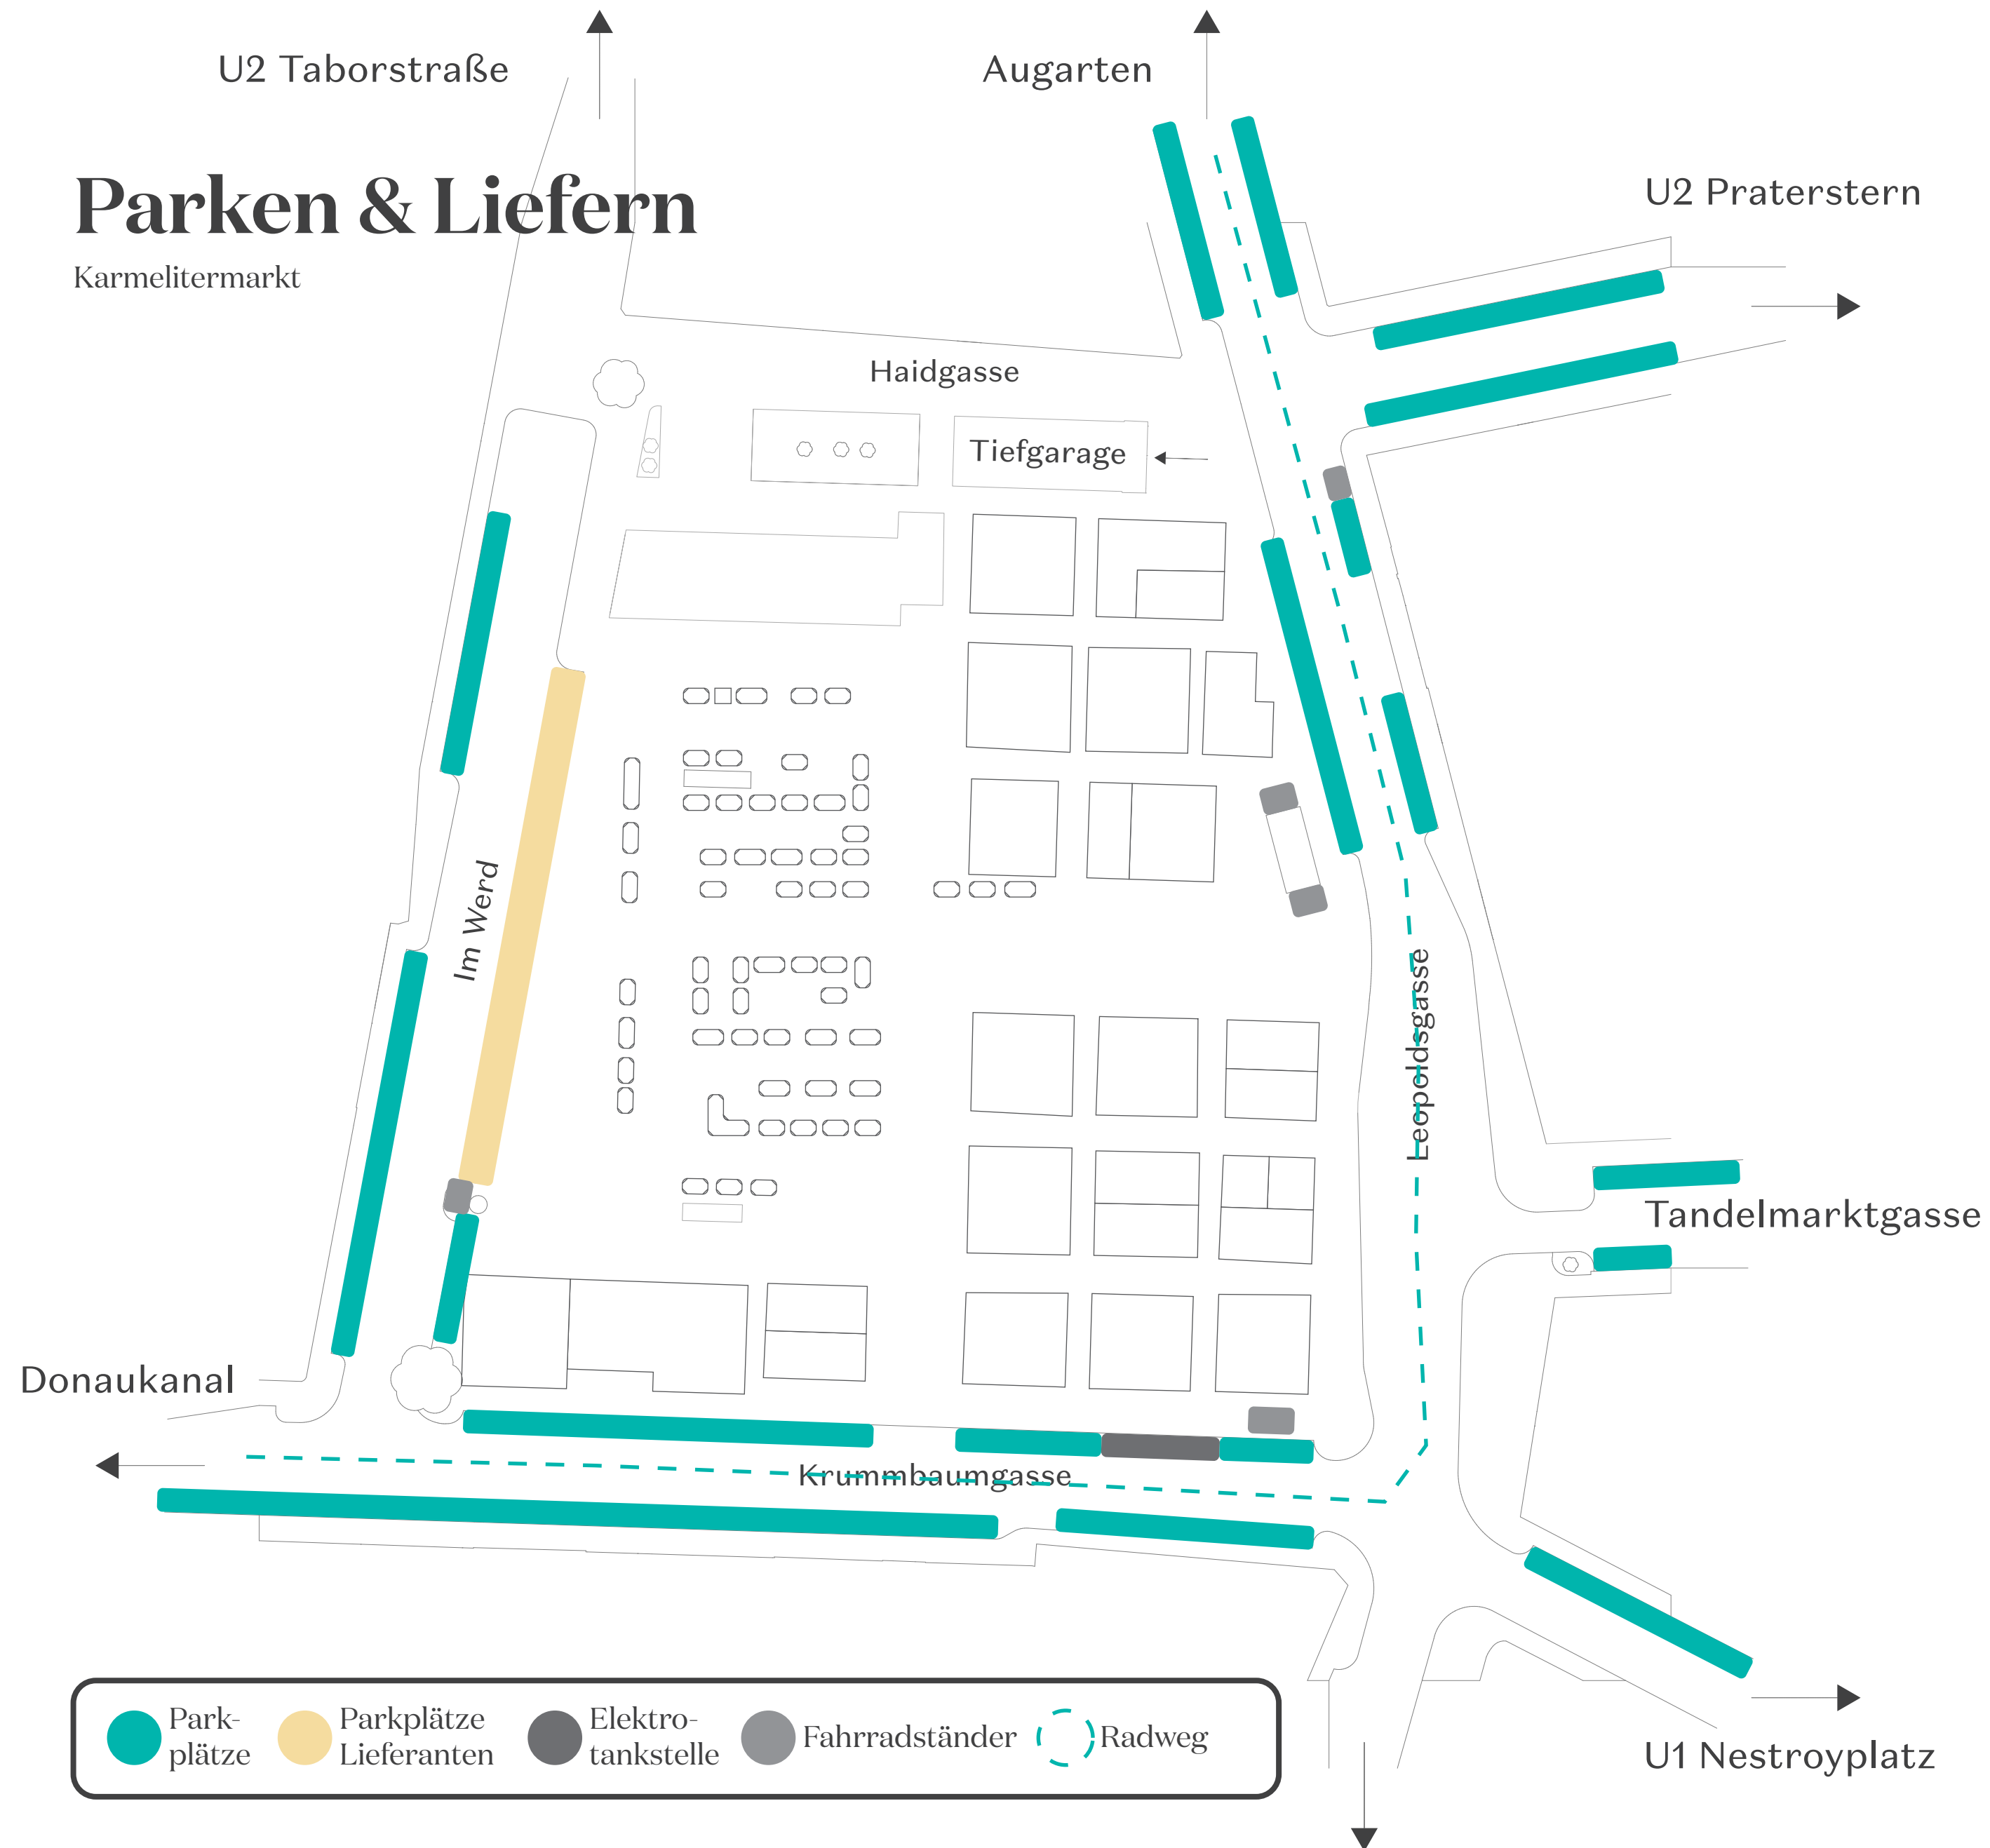 U2 Taborstraße
Augarten
Parken & Liefern
Karmelitermarkt
U2 Praterstern
Haidgasse
Tiefgarage
Im Werd
Leopoldsgasse
Tandelmarktgasse
Donaukanal
Krummbaumgasse
Park-
plätze
Parkplätze
Lieferanten
Elektro-
tankstelle
Fahrradständer
Radweg
U1 Nestroyplatz